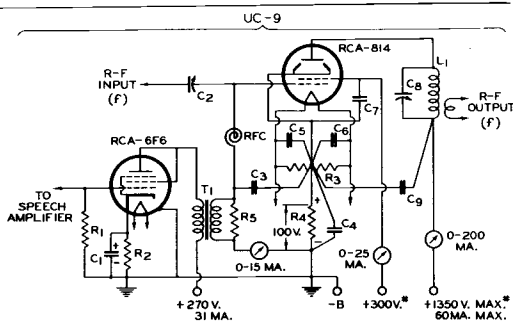 UC-9
RCA-814
R-F
INPUT
(f)
C2
C7
L1
C8
R-F
OUTPUT
(f)
RCA-6F6
RFC
C5
C6
TO
SPEECH
AMPLIFIER
T1
C3
R3
C9
R1
C1
+
-
R2
R5
R4
+
100V.
-
C4
0-15 MA.
0-25
MA.
0-200
MA.
+270 V.
31 MA.
-B
+300V.*
+1350 V. MAX.*
60MA. MAX.